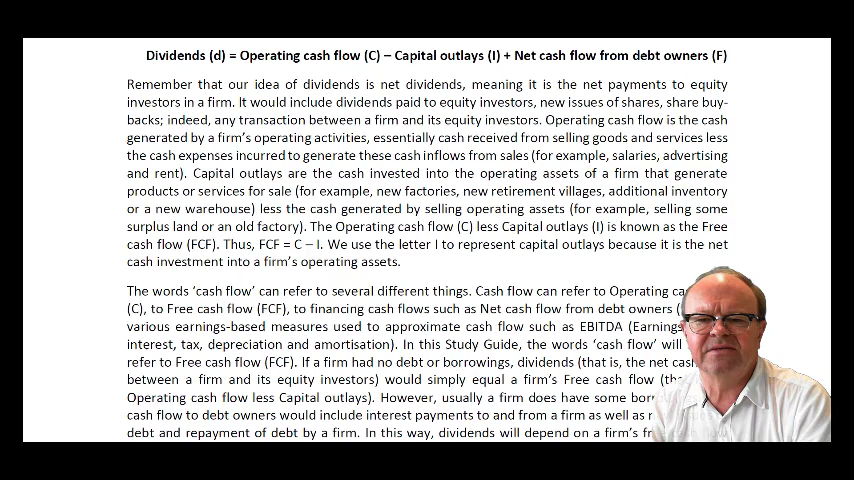 Dividends (d) = Operating cash flow (C) – Capital outlays (I) + Net cash flow from debt owners (F)
Remember that our idea of dividends is net dividends, meaning it is the net payments to equity
investors in a firm. It would include dividends paid to equity investors, new issues of shares, share buy-
backs; indeed, any transaction between a firm and its equity investors. Operating cash flow is the cash
generated by a firm's operating activities, essentially cash received from selling goods and services less
the cash expenses incurred to generate these cash inflows from sales (for example, salaries, advertising
and rent). Capital outlays are the cash invested into the operating assets of a firm that generate
products or services for sale (for example, new factories, new retirement villages, additional inventory
or a new warehouse) less the cash generated by selling operating assets (for example, selling some
surplus land or an old factory). The Operating cash flow (C) less Capital outlays (I) is known as the Free
cash flow (FCF). Thus, FCF = C – I. We use the letter I to represent capital outlays because it is the net
cash investment into a firm's operating assets.
The words 'cash flow' can refer to several different things. Cash flow can refer to Operating
(C), to Free cash flow (FCF), to financing cash flows such as Net cash flow from debt owners
various earnings-based measures used to approximate cash flow such as EBITDA (Earnings
interest, tax, depreciation and amortisation). In this Study Guide, the words 'cash flow' will
refer to Free cash flow (FCF). If a firm had no debt or borrowings, dividends (that is, the net
between a firm and its equity investors) would simply equal a firm's Free cash flow
Operating cash flow less Capital outlays). However, usually a firm does have some
cash flow to debt owners would include interest payments to and from a firm as well as
debt and repayment of debt by a firm. In this way, dividends will depend on a firm's